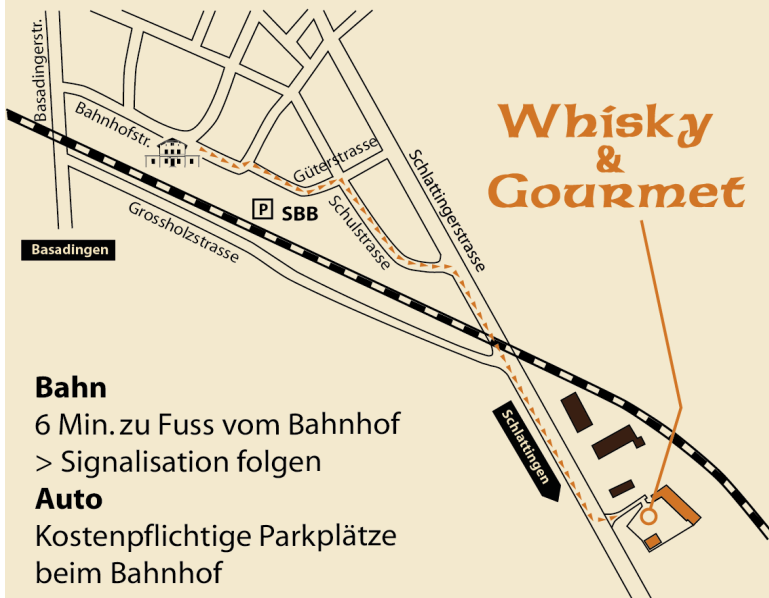 Basadingerstr.
Bahnhofstr.
Güterstrasse
Schlattingerstrasse
Whisky
&
Gourmet
P
SBB
Schulstrasse
Grossholzstrasse
Basadingen
Bahn
6 Min. zu Fuss vom Bahnhof
> Signalisation folgen
Schlattingen
Auto
Kostenpflichtige Parkplätze
beim Bahnhof